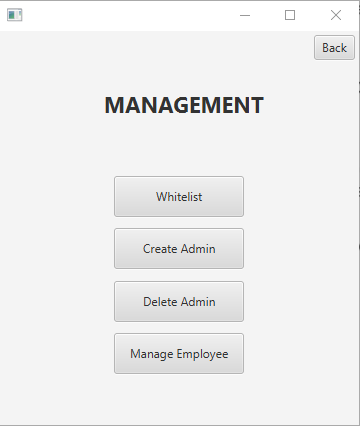 Back
MANAGEMENT
Whitelist
Create Admin
Delete Admin
Manage Employee